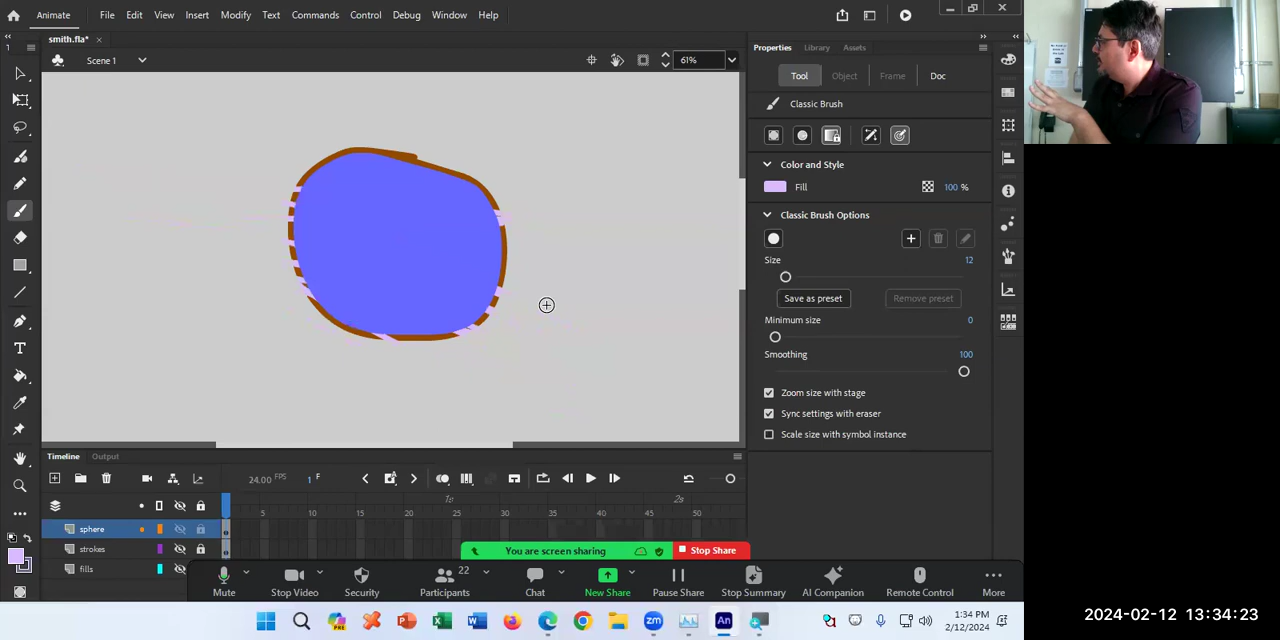 Animate File Edit View Insert Modify Text Commands Control Debug Window Help
smith.fla* ×
Scene 1 61%
Properties Library Assets
Tool Object Frame Doc
Classic Brush
Color and Style
Fill 100 %
Classic Brush Options
Size 12
Save as preset Remove preset
Minimum size 0
Smoothing 100
Zoom size with stage
Sync settings with eraser
Scale size with symbol instance
Timeline Output
24.00 FPS 1 F
1s 2s
5 10 15 20 25 30 35 40 45 50
sphere
strokes
fills
You are screen sharing Stop Share
22
Mute Stop Video Security Participants Chat New Share Pause Share Stop Summary AI Companion Remote Control More
1:34 PM
2/12/2024
2024-02-12 13:34:23